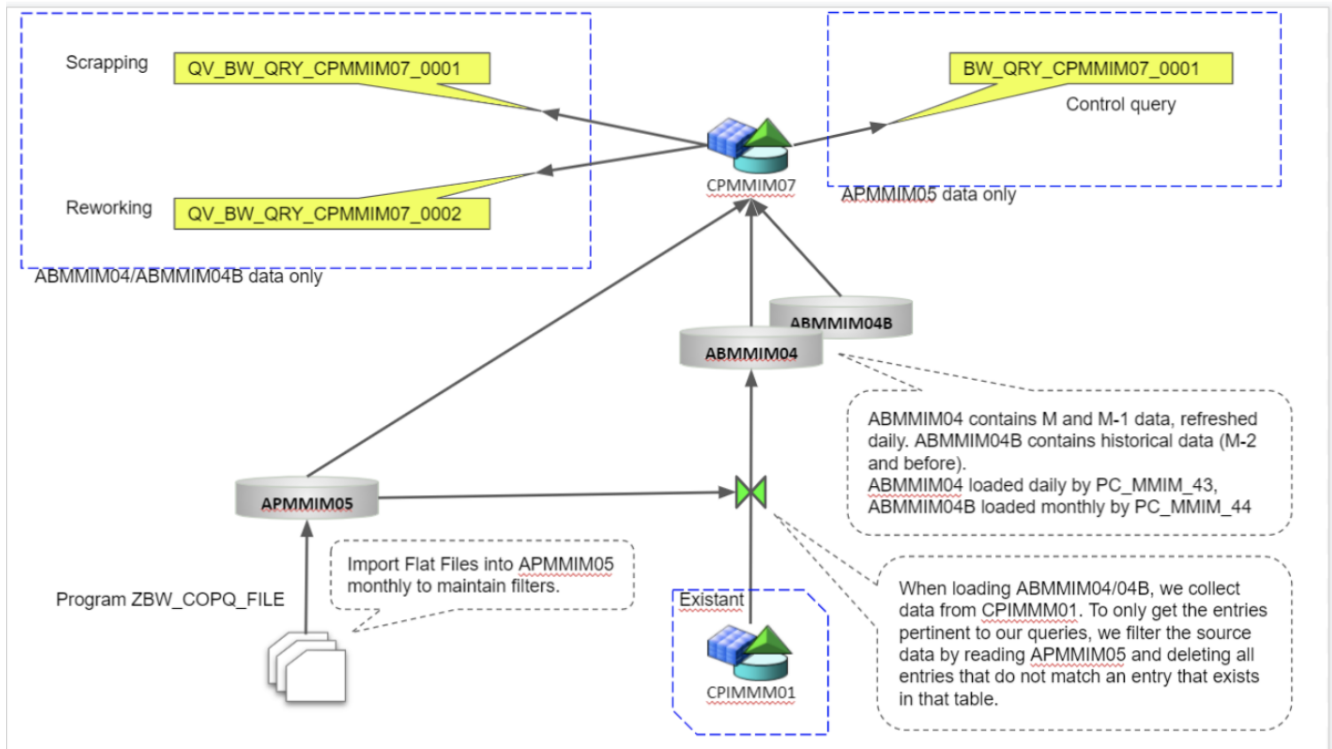 Scrapping
QV_BW_QRY_CPMMIM07_0001
BW_QRY_CPMMIM07_0001
Control query
CPMMIM07
Reworking
QV_BW_QRY_CPMMIM07_0002
APMMIM05 data only
ABMMIM04/ABMMIM04B data only
ABMMIM04B
ABMMIM04
ABMMIM04 contains M and M-1 data, refreshed
daily. ABMMIM04B contains historical data (M-2
and before).
ABMMIM04 loaded daily by PC_MMIM_43,
ABMMIM04B loaded monthly by PC_MMIM_44
APMMIM05
Import Flat Files into APMMIM05
monthly to maintain filters.
Program ZBW_COPQ_FILE
Existant
CPIMMM01
When loading ABMMIM04/04B, we collect
data from CPIMMM01. To only get the entries
pertinent to our queries, we filter the source
data by reading APMMIM05 and deleting all
entries that do not match an entry that exists
in that table.